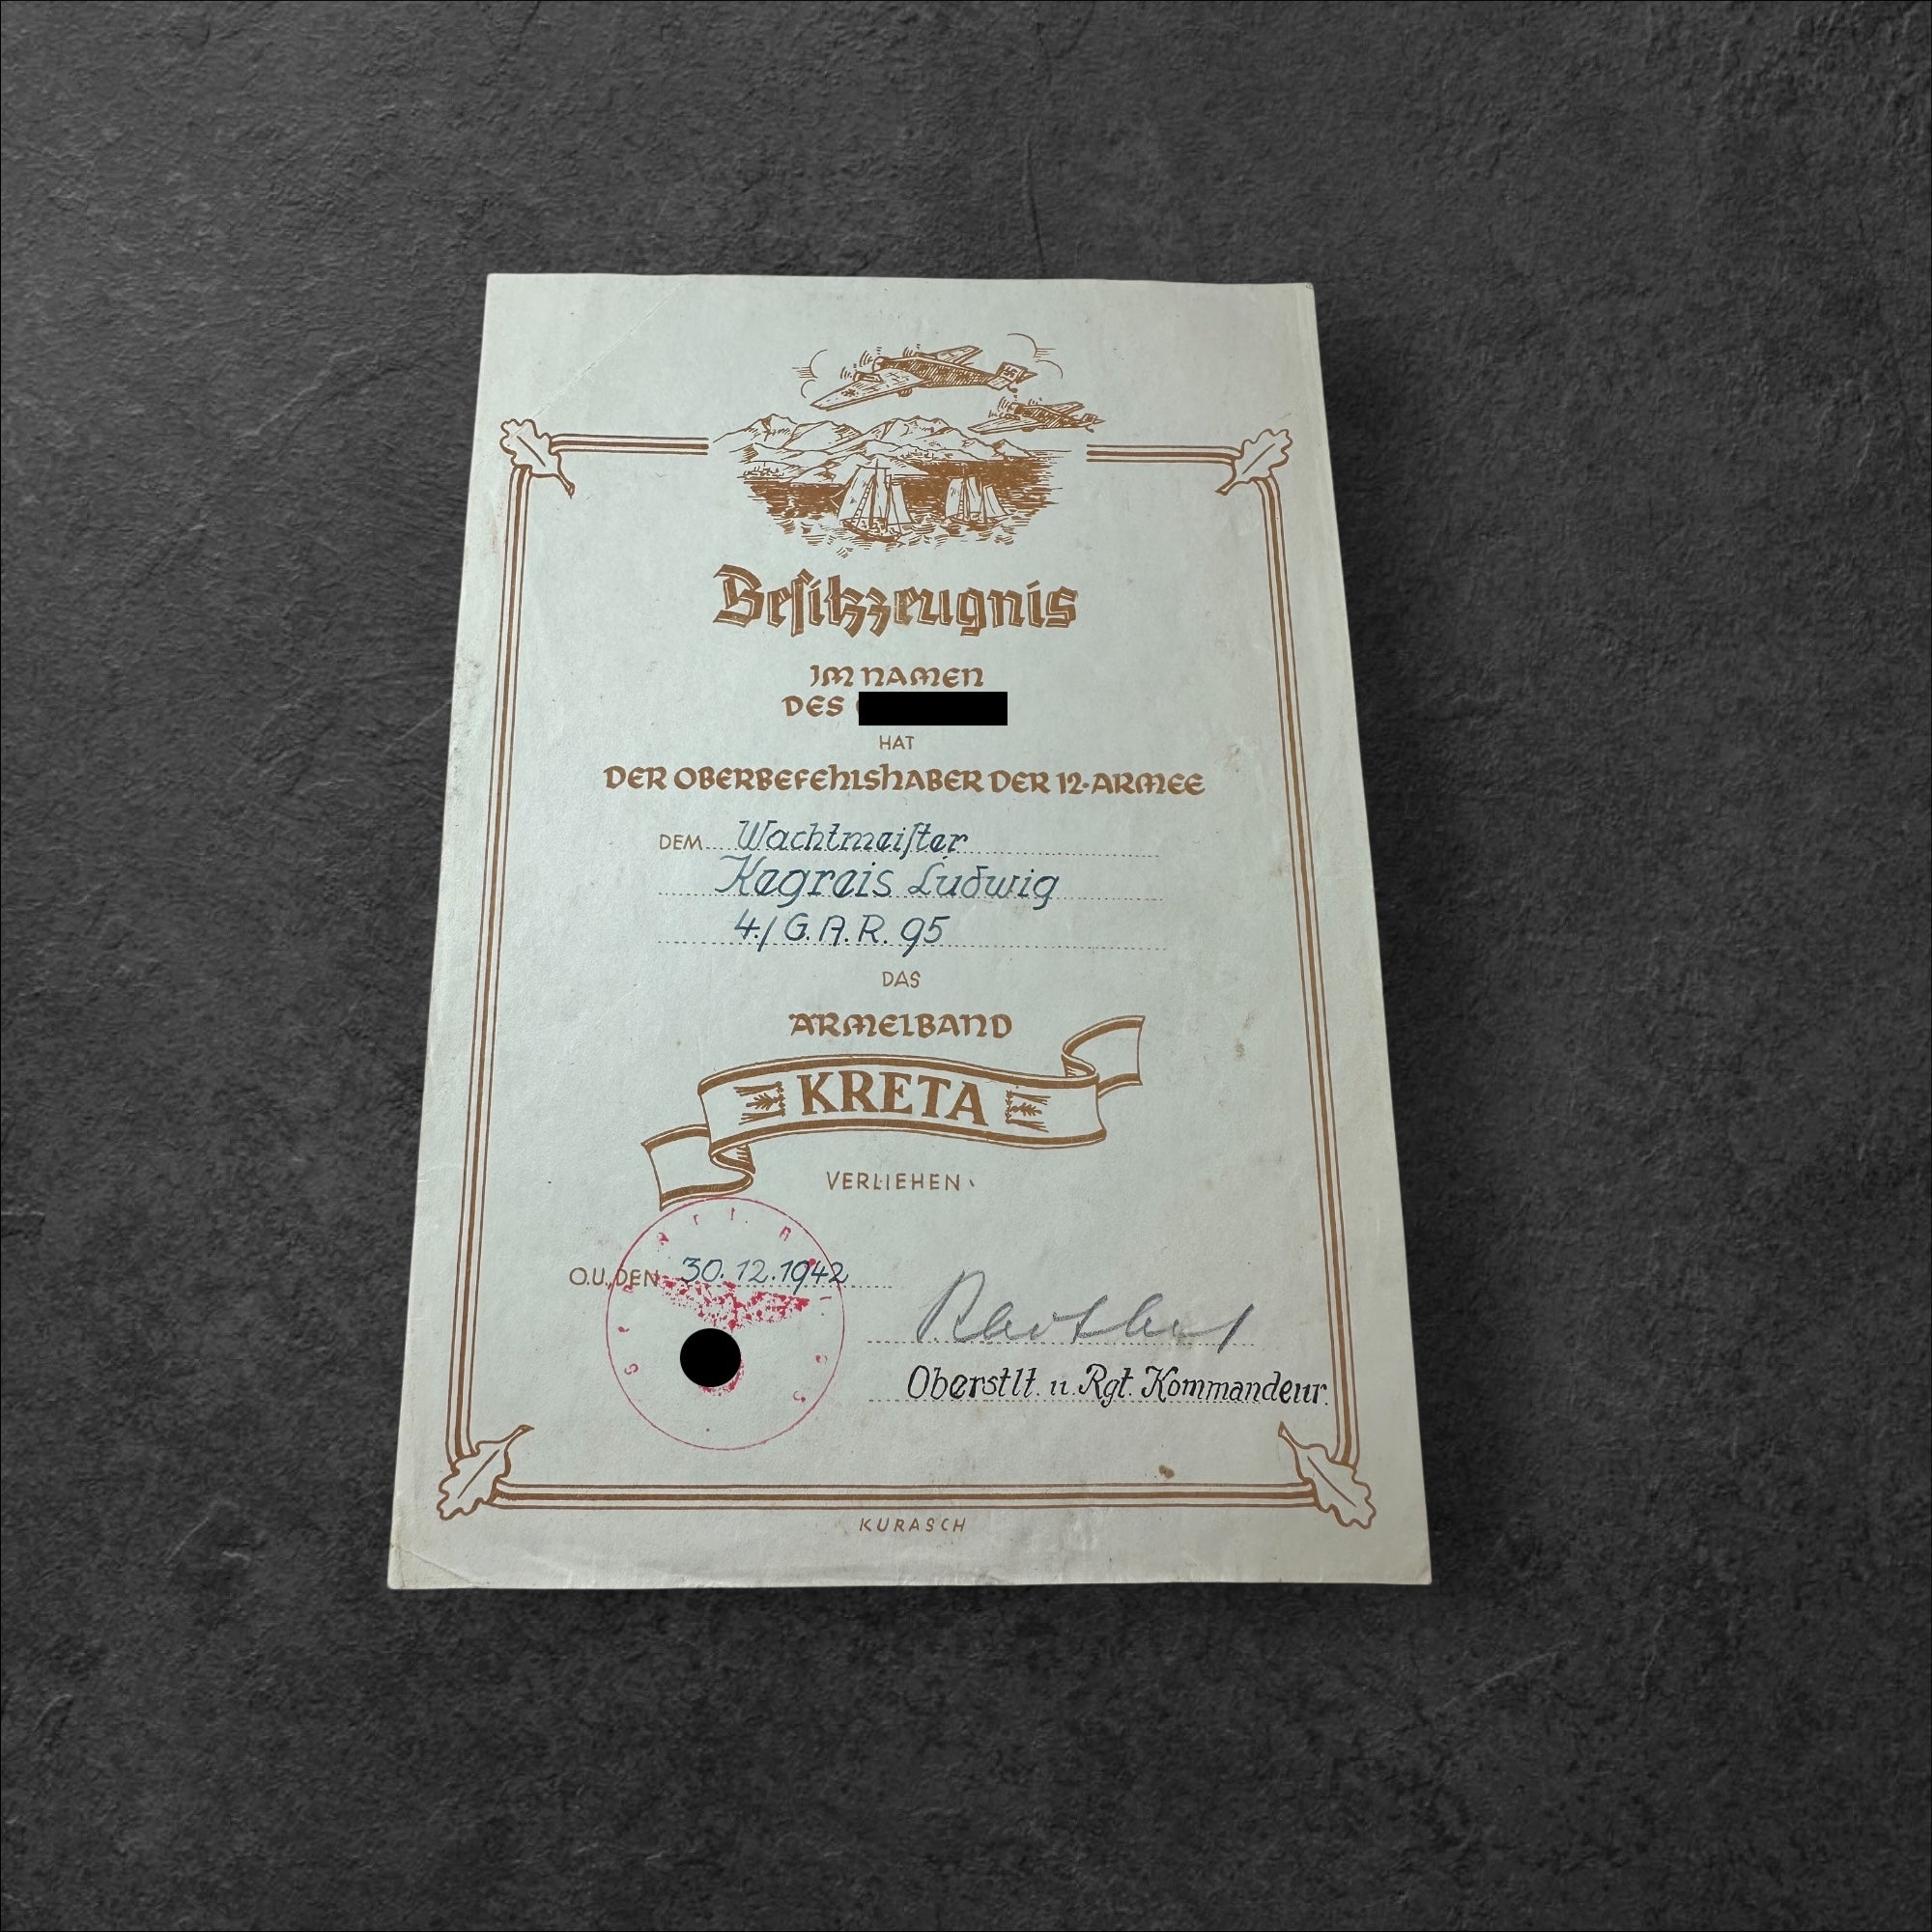 Besitzzeugnis
IM NAMEN
DES
HAT
DER OBERBEFEHLSHABER DER 12·ARMEE
DEM Wachtmeiſter
Kegreis Ludwig
4./G.A.R. 95
DAS
ÄRMELBAND
KRETA
VERLIEHEN·
O.U., DEN 30.12.1942
Oberstlt. u. Rgt. Kommandeur.
KURASCH